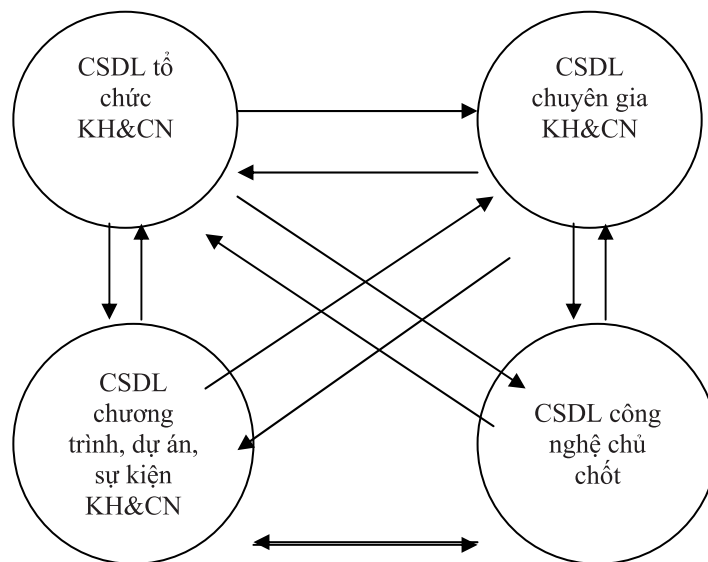 CSDL tổ
chức
KH&CN
CSDL
chuyên gia
KH&CN
CSDL
chương
trình, dự án,
sự kiện
KH&CN
CSDL công
nghệ chủ
chốt